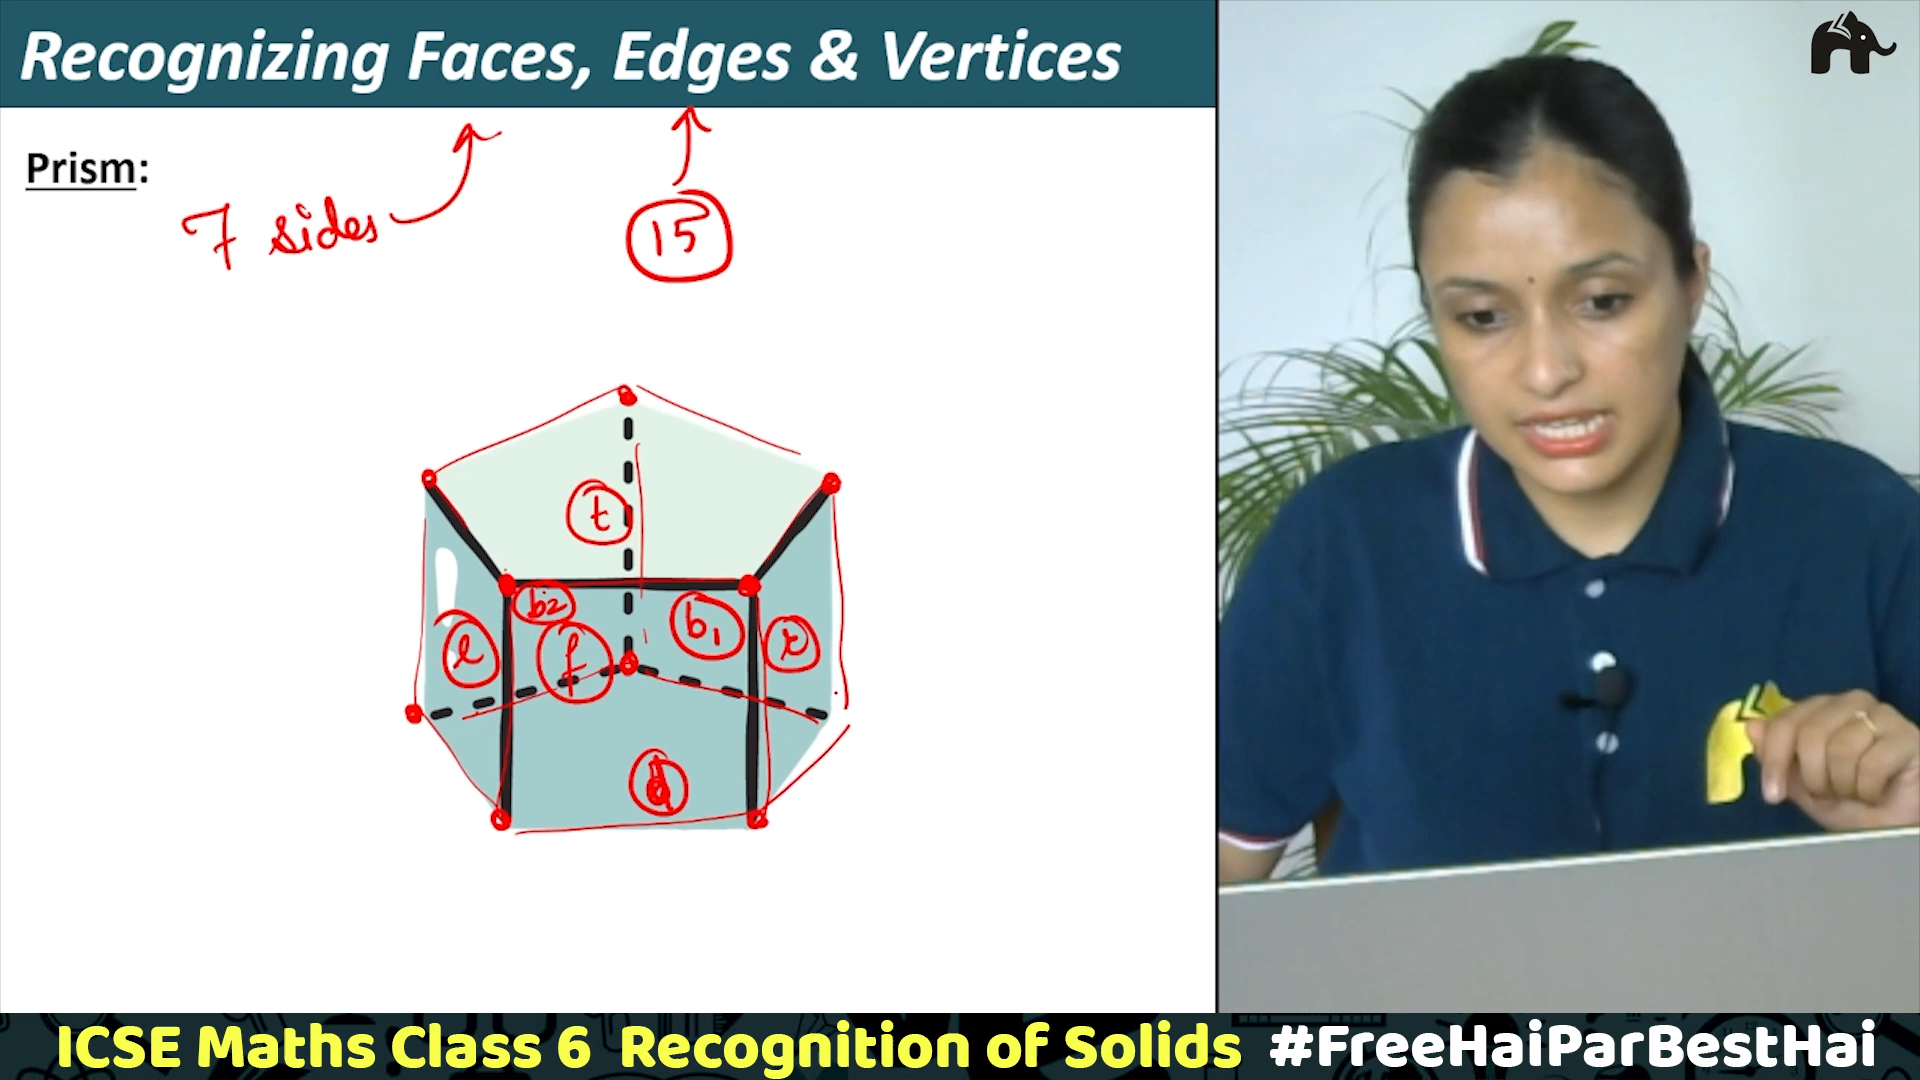 Recognizing Faces, Edges & Vertices
Prism:
7 sides
15
t
b2
b1
l
f
r
ICSE Maths Class 6 Recognition of Solids #FreeHaiParBestHai